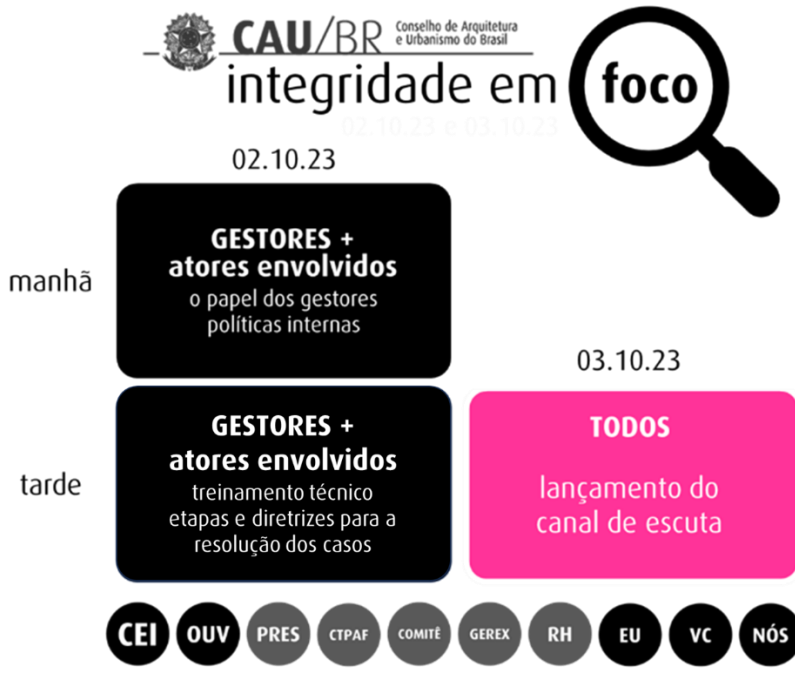 CAU/BR Conselho de Arquitetura
e Urbanismo do Brasil
integridade em foco
02.10.23 e 03.10.23
02.10.23
manhã
GESTORES +
atores envolvidos
o papel dos gestores
políticas internas
03.10.23
tarde
GESTORES +
atores envolvidos
treinamento técnico
etapas e diretrizes para a
resolução dos casos
TODOS
lançamento do
canal de escuta
CEI OUV PRES CTPAF COMITÊ GEREX RH EU VC NÓS